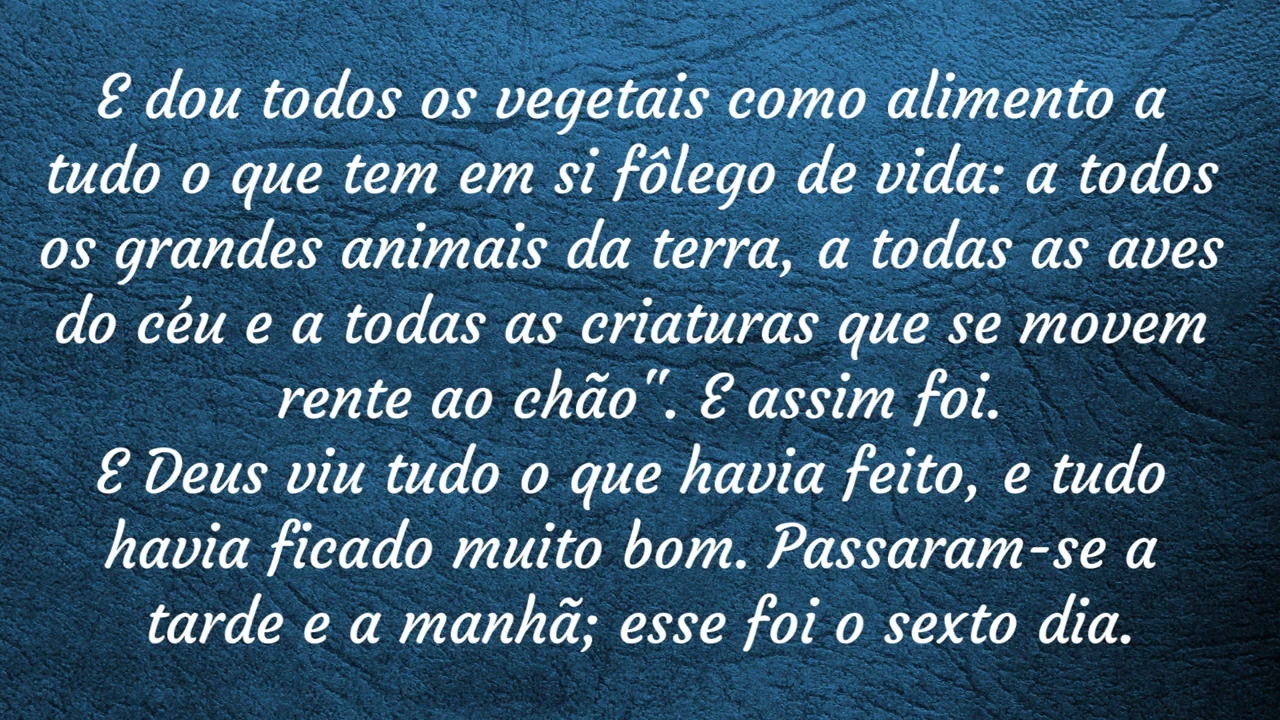 E dou todos os vegetais como alimento a
tudo o que tem em si fôlego de vida: a todos
os grandes animais da terra, a todas as aves
do céu e a todas as criaturas que se movem
rente ao chão". E assim foi.
E Deus viu tudo o que havia feito, e tudo
havia ficado muito bom. Passaram-se a
tarde e a manhã; esse foi o sexto dia.